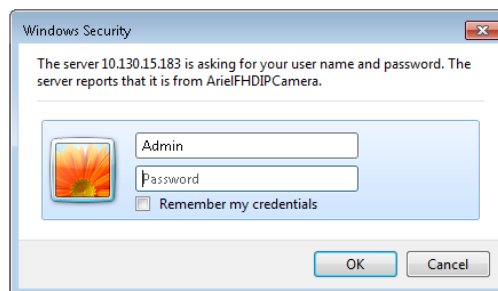 Windows Security
The server 10.130.15.183 is asking for your user name and password. The
server reports that it is from ArielFHDIPCamera.
Admin
Password
Remember my credentials
OK
Cancel